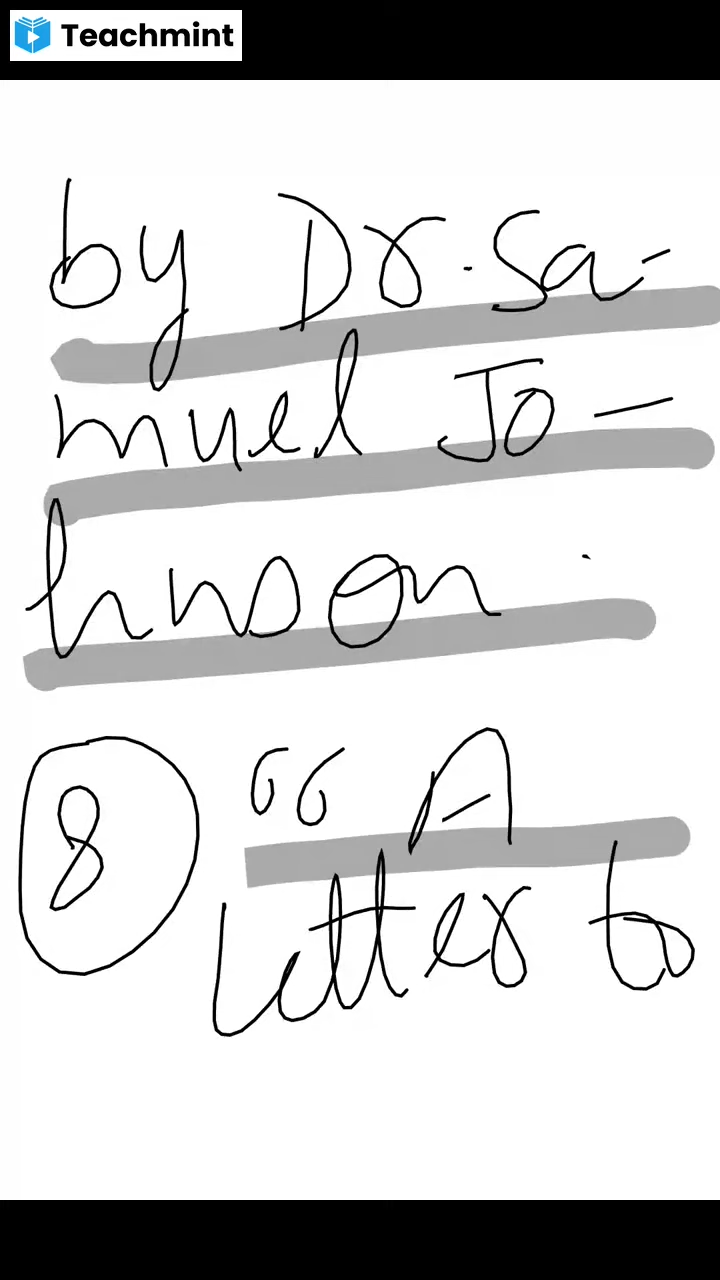 Teachmint
by Dr. Sa-
muel Jo-
hnson.
8 “ A
Letter to